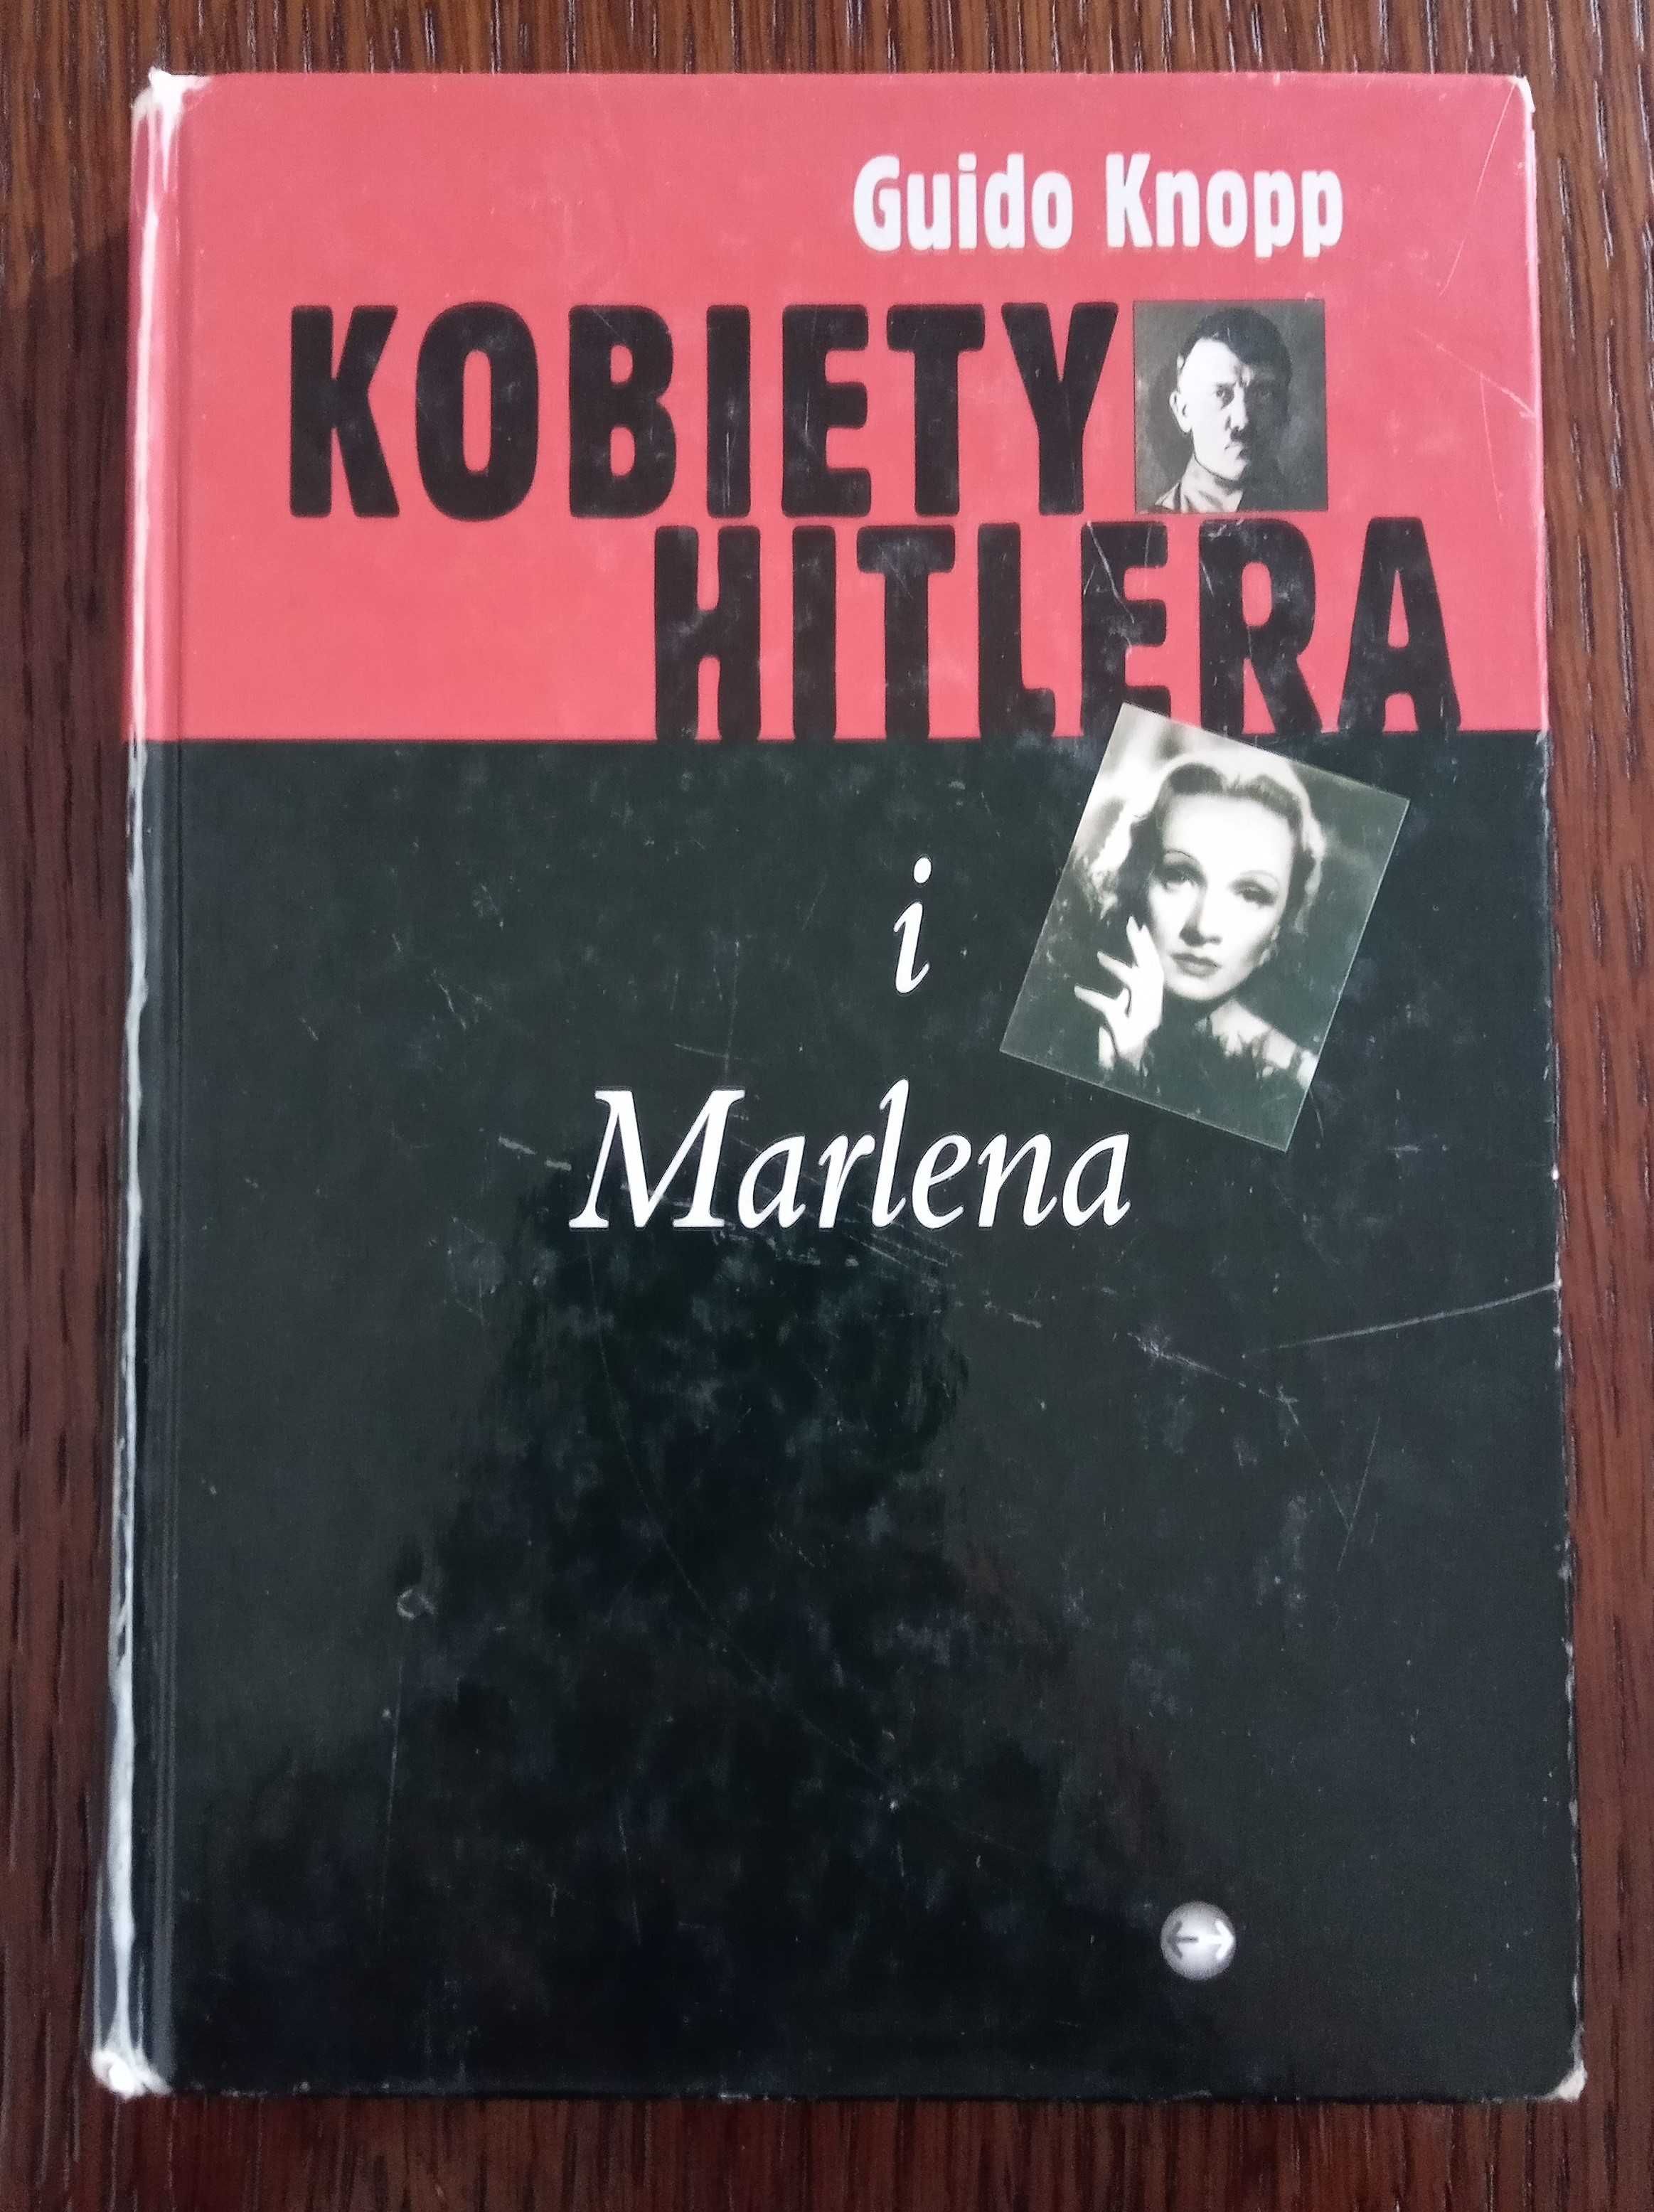 Guido Knopp
KOBIETY
HITLERA
i
Marlena